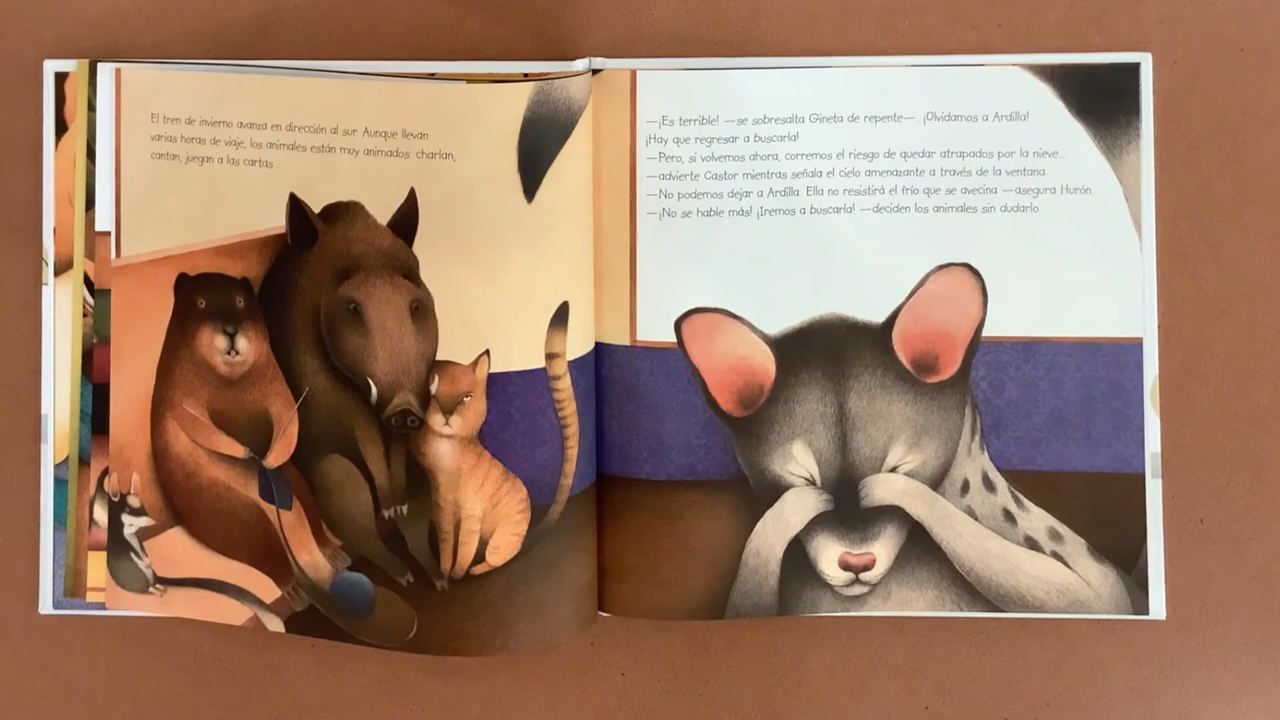 El tren de invierno avanza en dirección al sur. Aunque llevan
varias horas de viaje, los animales están muy animados: charlan,
cantan, juegan a las cartas...
—¡Es terrible! —se sobresalta Gineta de repente—. ¡Olvidamos a Ardilla!
¡Hay que regresar a buscarla!
—Pero, si volvemos ahora, corremos el riesgo de quedar atrapados por la nieve...
—advierte Castor mientras señala el cielo amenazante a través de la ventana.
—No podemos dejar a Ardilla. Ella no resistirá el frío que se avecina —asegura Hurón.
—¡No se hable más! ¡Iremos a buscarla! —deciden los animales sin dudarlo.